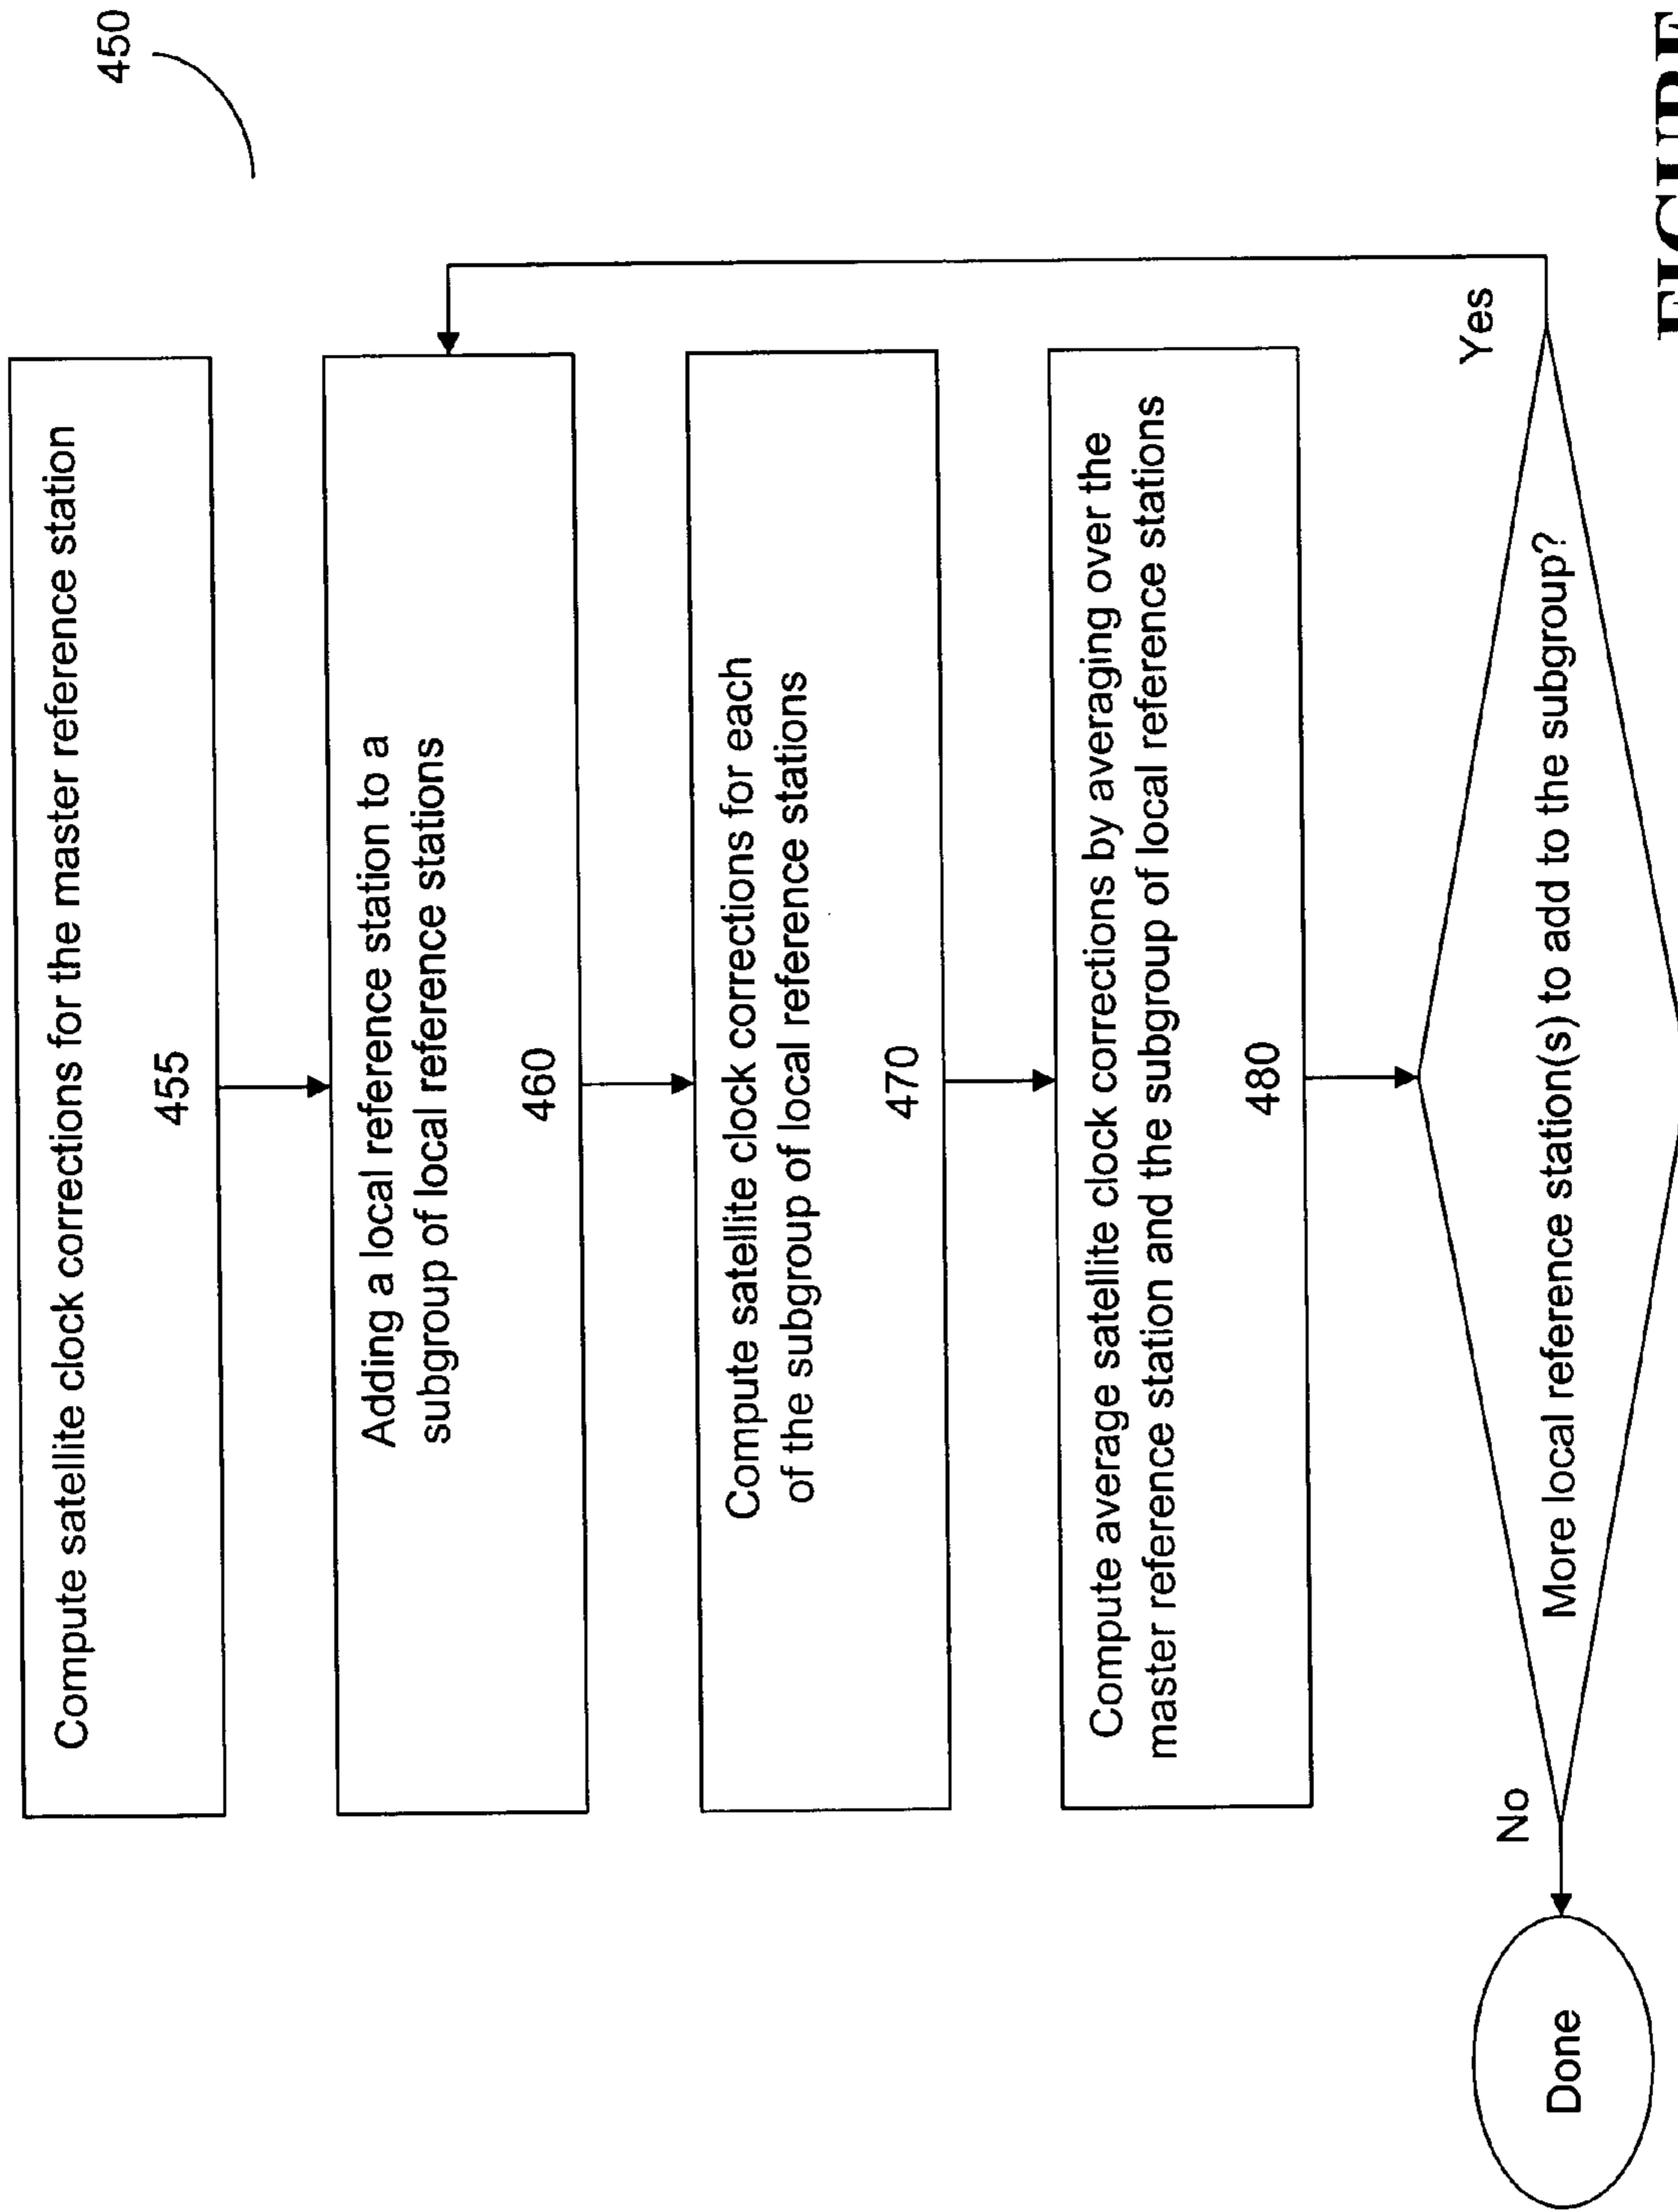 450
Compute satellite clock corrections for the master reference station
455
Adding a local reference station to a
subgroup of local reference stations
460
Compute satellite clock corrections for each
of the subgroup of local reference stations
470
Compute average satellite clock corrections by averaging over the
master reference station and the subgroup of local reference stations
480
More local reference station(s) to add to the subgroup?
Yes
No
Done
FIGURE